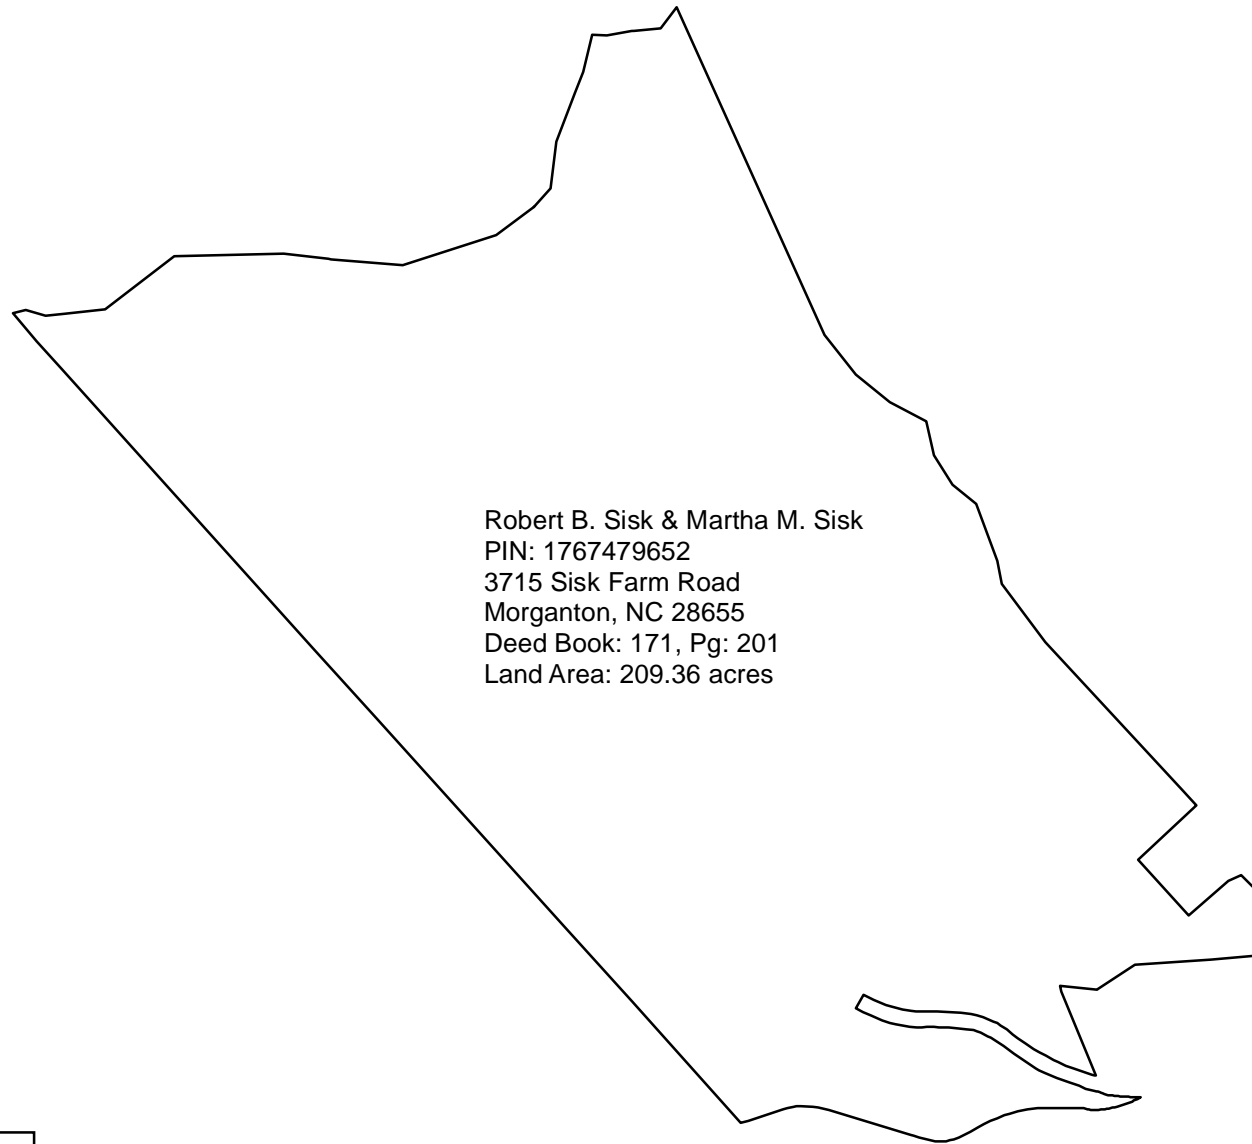 Robert B. Sisk & Martha M. Sisk
PIN: 1767479652
3715 Sisk Farm Road
Morganton, NC 28655
Deed Book: 171, Pg: 201
Land Area: 209.36 acres